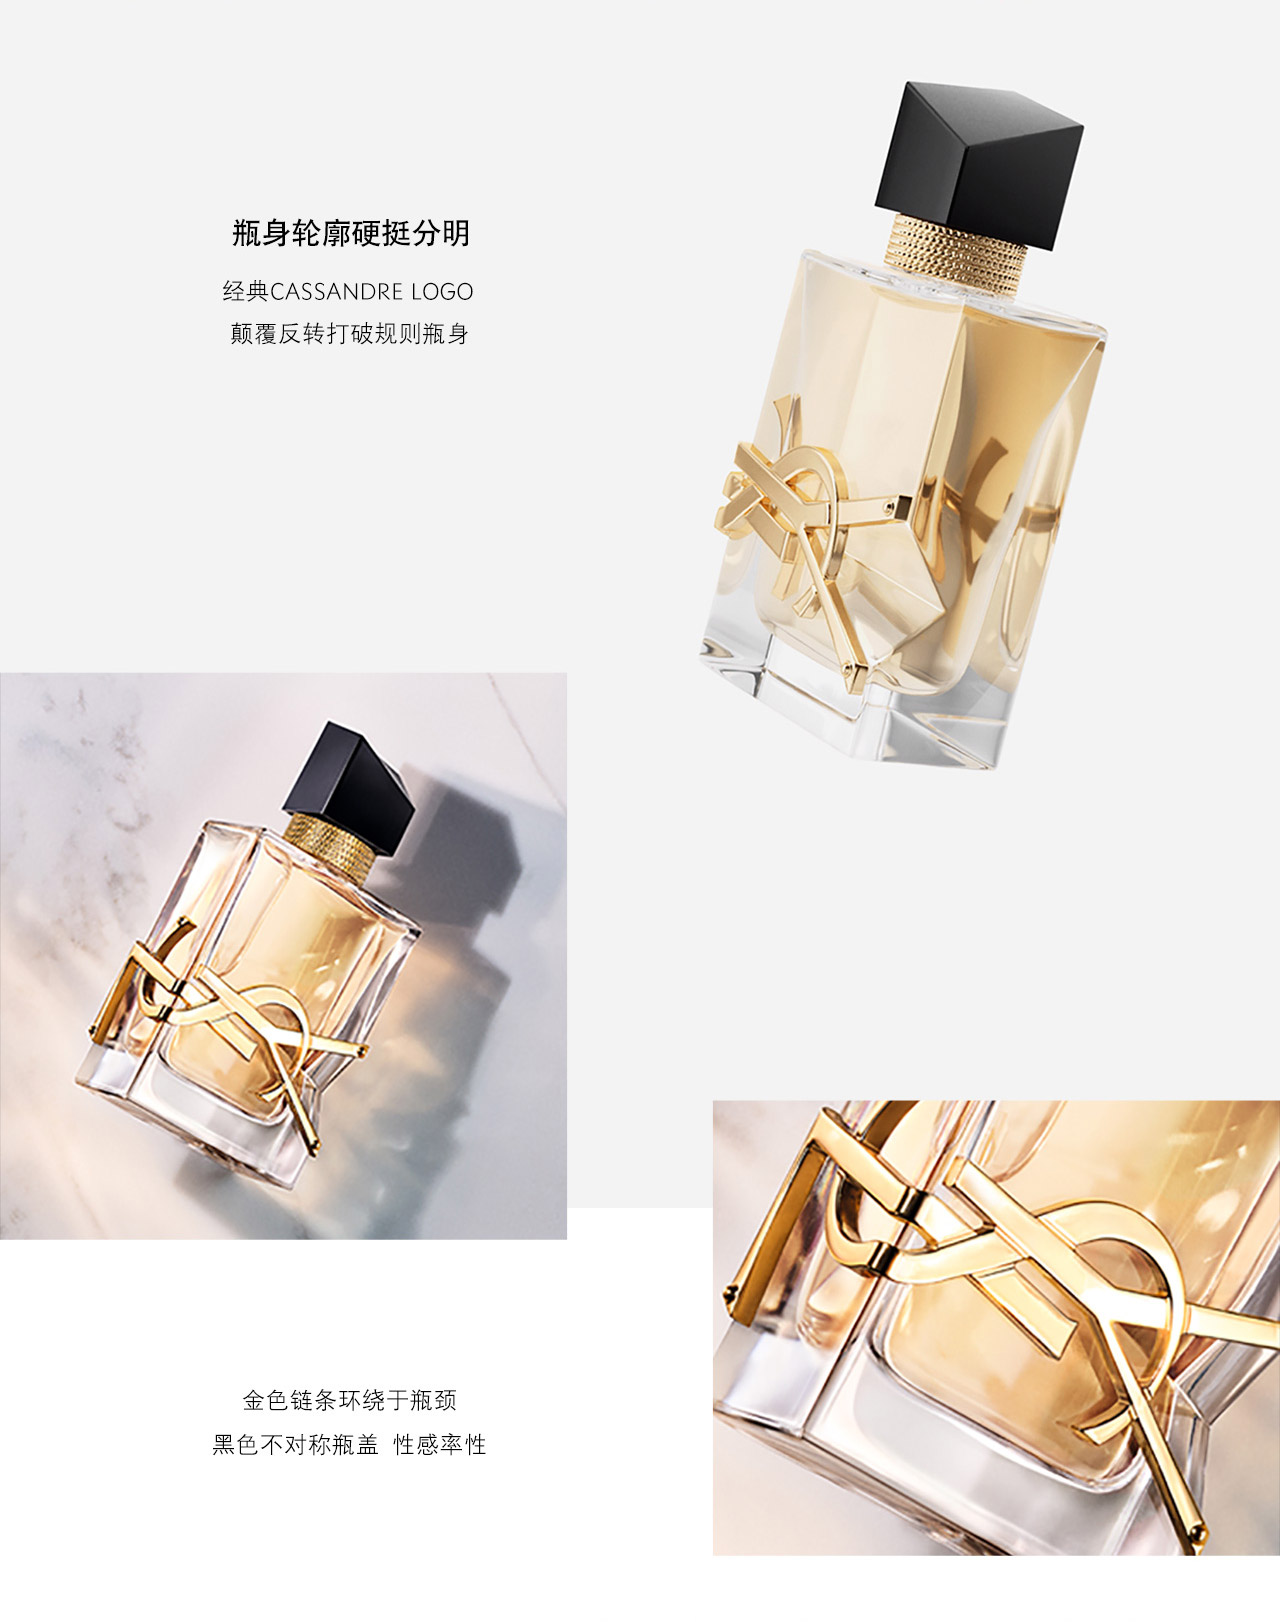 瓶身轮廓硬挺分明
经典CASSANDRE LOGO
颠覆反转打破规则瓶身
金色链条环绕于瓶颈
黑色不对称瓶盖 性感率性